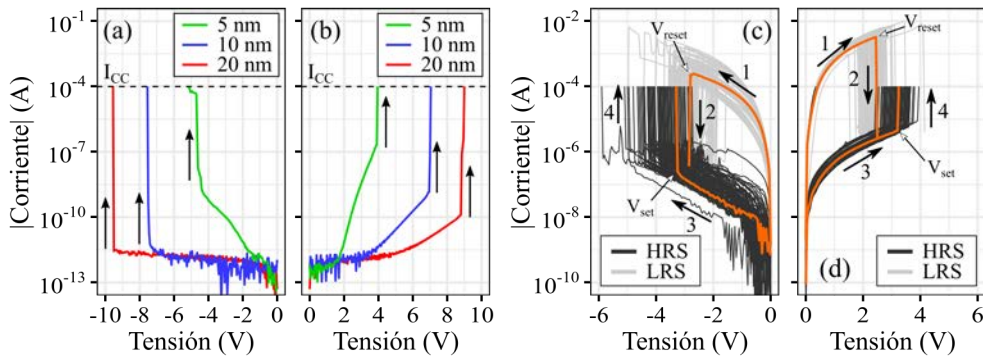 (a)
5 nm
10 nm
20 nm
I_CC
|Corriente| (A)
10^-1
10^-4
10^-7
10^-10
10^-13
-10 -8 -6 -4 -2 0
Tensión (V)
(b)
5 nm
10 nm
20 nm
I_CC
0 2 4 6 8 10
Tensión (V)
(c)
V_reset
1
2
4
V_set
3
HRS
LRS
|Corriente| (A)
10^-2
10^-4
10^-6
10^-8
10^-10
-6 -4 -2 0
Tensión (V)
1
V_reset
2
4
3
V_set
HRS
LRS
(d)
0 2 4 6
Tensión (V)